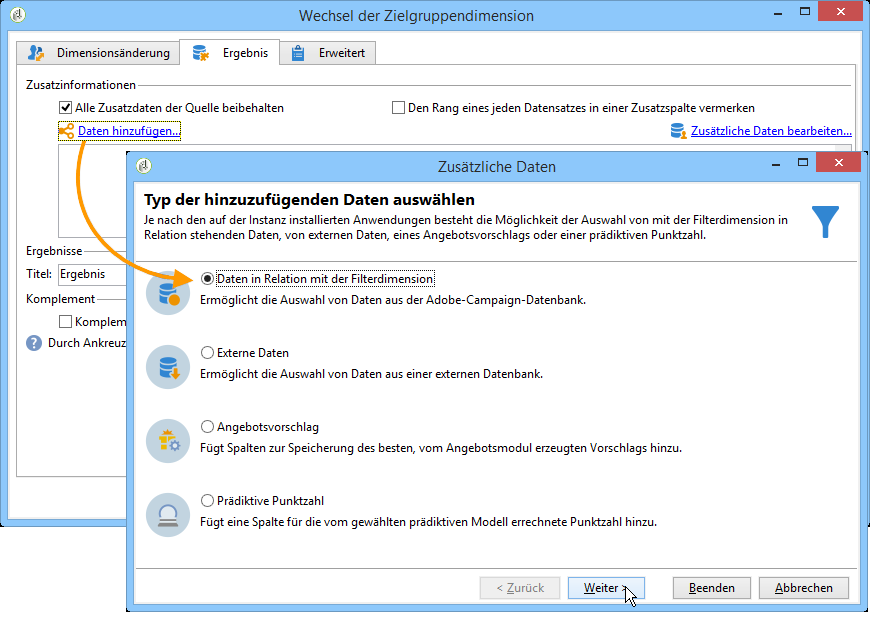 Wechsel der Zielgruppendimension
Dimensionsänderung
Ergebnis
Erweitert
Zusatzinformationen
Alle Zusatzdaten der Quelle beibehalten
Den Rang eines jeden Datensatzes in einer Zusatzspalte vermerken
Daten hinzufügen...
Zusätzliche Daten bearbeiten...
Zusätzliche Daten
Typ der hinzuzufügenden Daten auswählen
Je nach den auf der Instanz installierten Anwendungen besteht die Möglichkeit der Auswahl von mit der Filterdimension in
Relation stehenden Daten, von externen Daten, eines Angebotsvorschlags oder einer prädiktiven Punktzahl.
Ergebnisse
Titel: Ergebnis
Komplement
Komplem
Durch Ankreuz
Daten in Relation mit der Filterdimension
Ermöglicht die Auswahl von Daten aus der Adobe-Campaign-Datenbank.
Externe Daten
Ermöglicht die Auswahl von Daten aus einer externen Datenbank.
Angebotsvorschlag
Fügt Spalten zur Speicherung des besten, vom Angebotsmodul erzeugten Vorschlags hinzu.
Prädiktive Punktzahl
Fügt eine Spalte für die vom gewählten prädiktiven Modell errechnete Punktzahl hinzu.
< Zurück
Weiter >
Beenden
Abbrechen